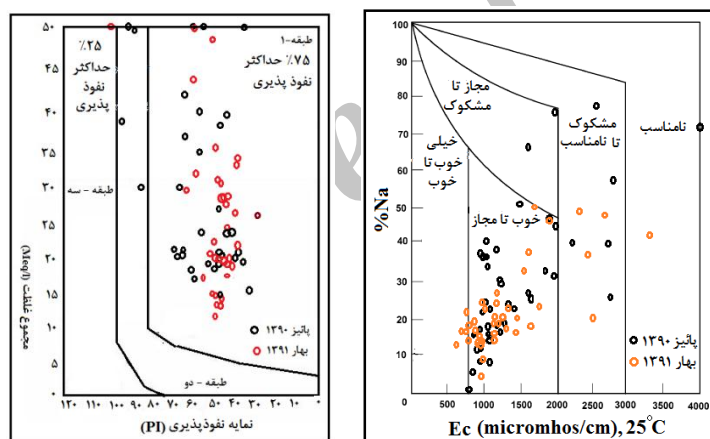 ٪۲۵
حداکثر
نفوذ
پذیری
طبقه-۱
٪۷۵
حداکثر
نفوذ پذیری
طبقه - سه
طبقه - دو
پائیز ۱۳۹۰
بهار ۱۳۹۱
مجموع غلظت (Meq/l)
۵۰
۴۵
۴۰
۳۵
۳۰
۲۵
۲۰
۱۵
۱۰
۵
۰
۱۲۰ ۱۱۰ ۱۰۰ ۹۰ ۸۰ ۷۰ ۶۰ ۵۰ ۴۰ ۳۰ ۲۰ ۱۰ ۰
نمایه نفوذپذیری (PI)
%Na
100
90
80
70
60
50
40
30
20
10
مجاز تا
مشکوک
خیلی
خوب تا
خوب
خوب تا مجاز
مشکوک
تا نامناسب
نامناسب
پائیز ۱۳۹۰
بهار ۱۳۹۱
0 500 1000 2000 3000 4000
Ec (micromhos/cm), 25°C